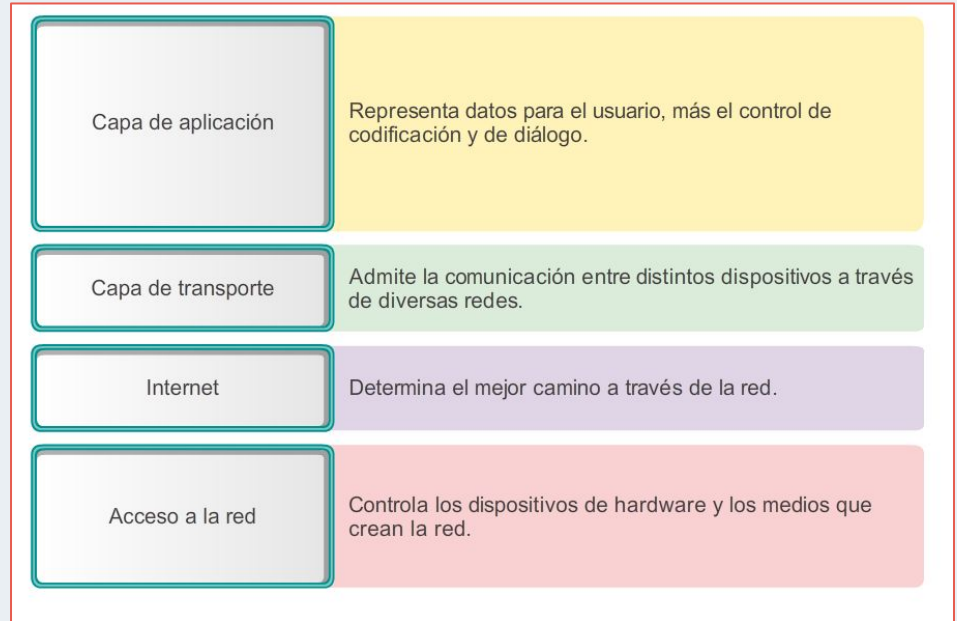 Capa de aplicación
Representa datos para el usuario, más el control de
codificación y de diálogo.
Capa de transporte
Admite la comunicación entre distintos dispositivos a través
de diversas redes.
Internet
Determina el mejor camino a través de la red.
Acceso a la red
Controla los dispositivos de hardware y los medios que
crean la red.